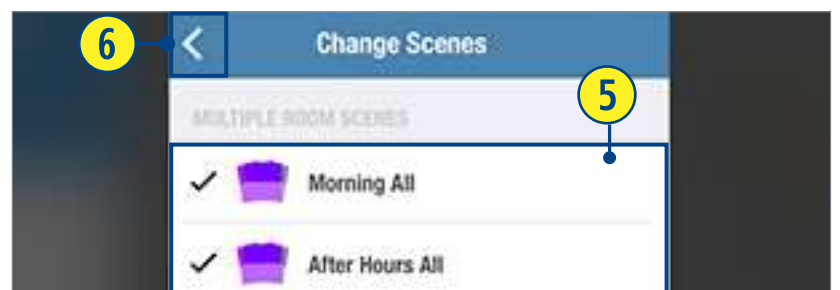 6
Change Scenes
5
MULTIPLE ROOM SCENES
Morning All
After Hours All